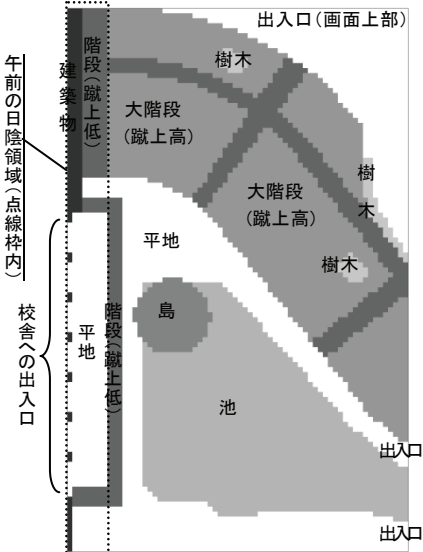 出入口（画面上部）
階段（蹴上低）
建築物
樹木
大階段
（蹴上高）
午前の日陰領域（点線枠内）
樹木
大階段
（蹴上高）
平地
樹木
島
階段（蹴上低）
平地
校舎への出入口
池
出入口
出入口